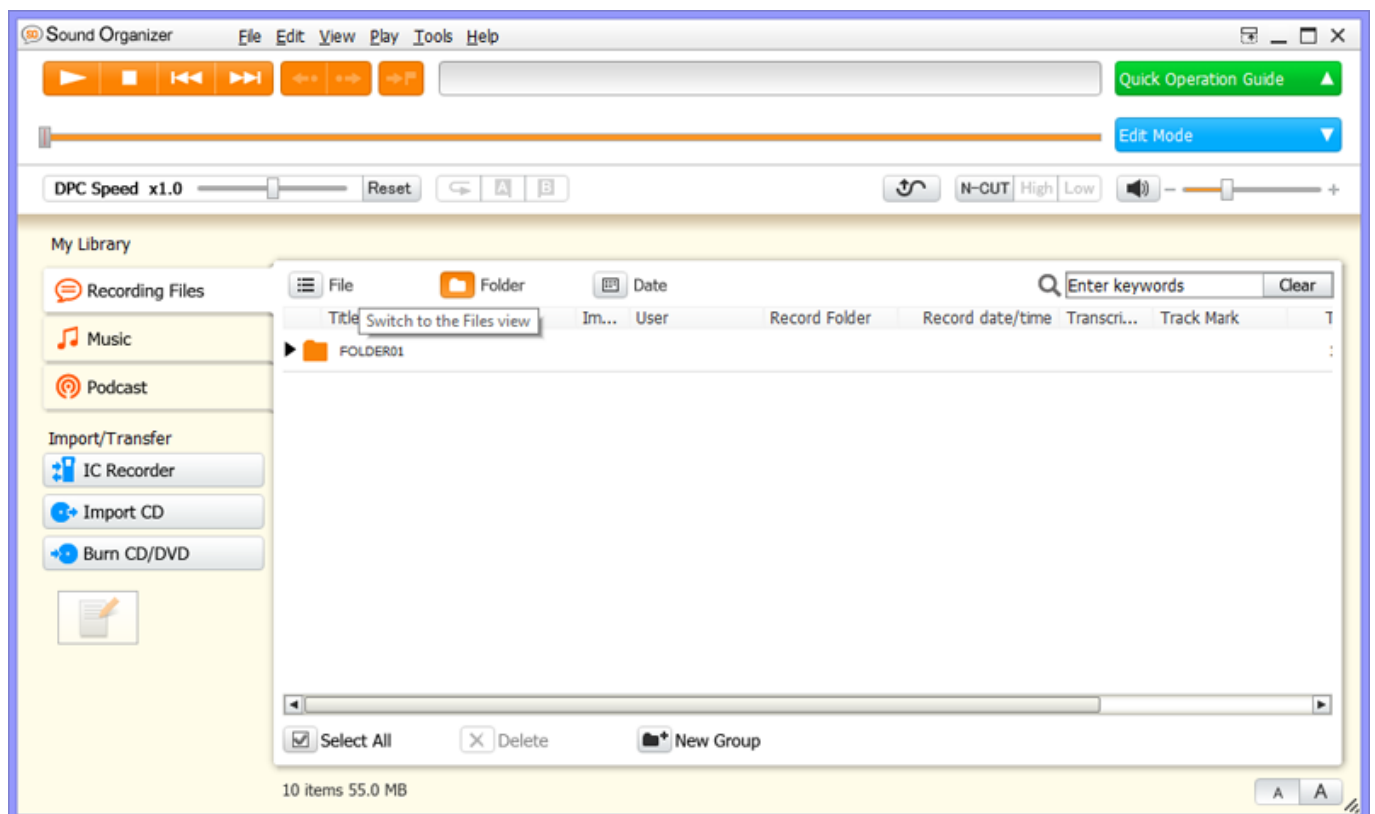 Sound Organizer File Edit View Play Tools Help
Quick Operation Guide
Edit Mode
DPC Speed x1.0 Reset A B N-CUT High Low
My Library
Recording Files
Music
Podcast
Import/Transfer
IC Recorder
Import CD
Burn CD/DVD
File Folder Date Enter keywords Clear
Title Im... User Record Folder Record date/time Transcri... Track Mark T
Switch to the Files view
FOLDER01
Select All Delete New Group
10 items 55.0 MB A A